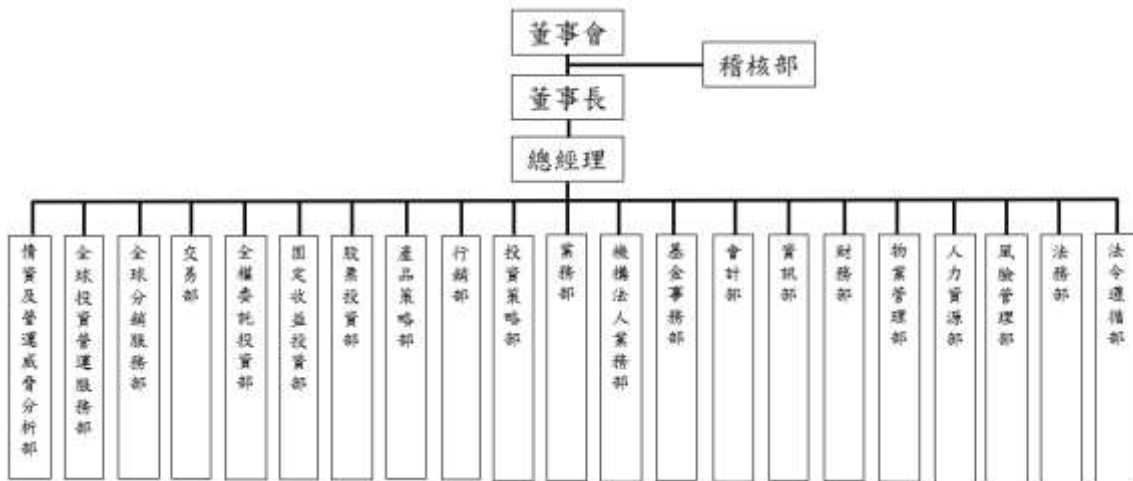 董事會
稽核部
董事長
總經理
情資及營運威脅分析部
全球投資營運服務部
全球分銷服務部
交易部
全權委託投資部
固定收益投資部
股票投資部
產品策略部
行銷部
投資策略部
業務部
機構法人業務部
基金事務部
會計部
資訊部
財務部
物業管理部
人力資源部
風險管理部
法務部
法令遵循部